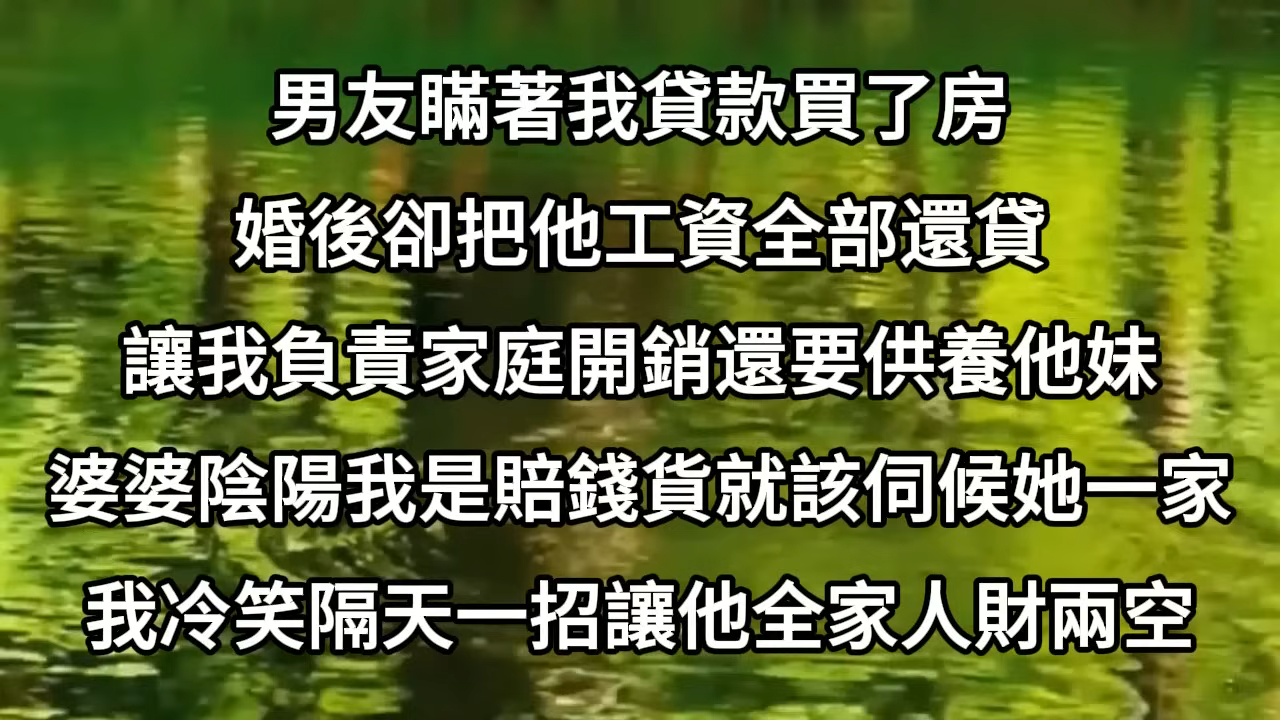 男友瞞著我貸款買了房
婚後卻把他工資全部還貸
讓我負責家庭開銷還要供養他妹
婆婆陰陽我是賠錢貨就該伺候她一家
我冷笑隔天一招讓他全家人財兩空